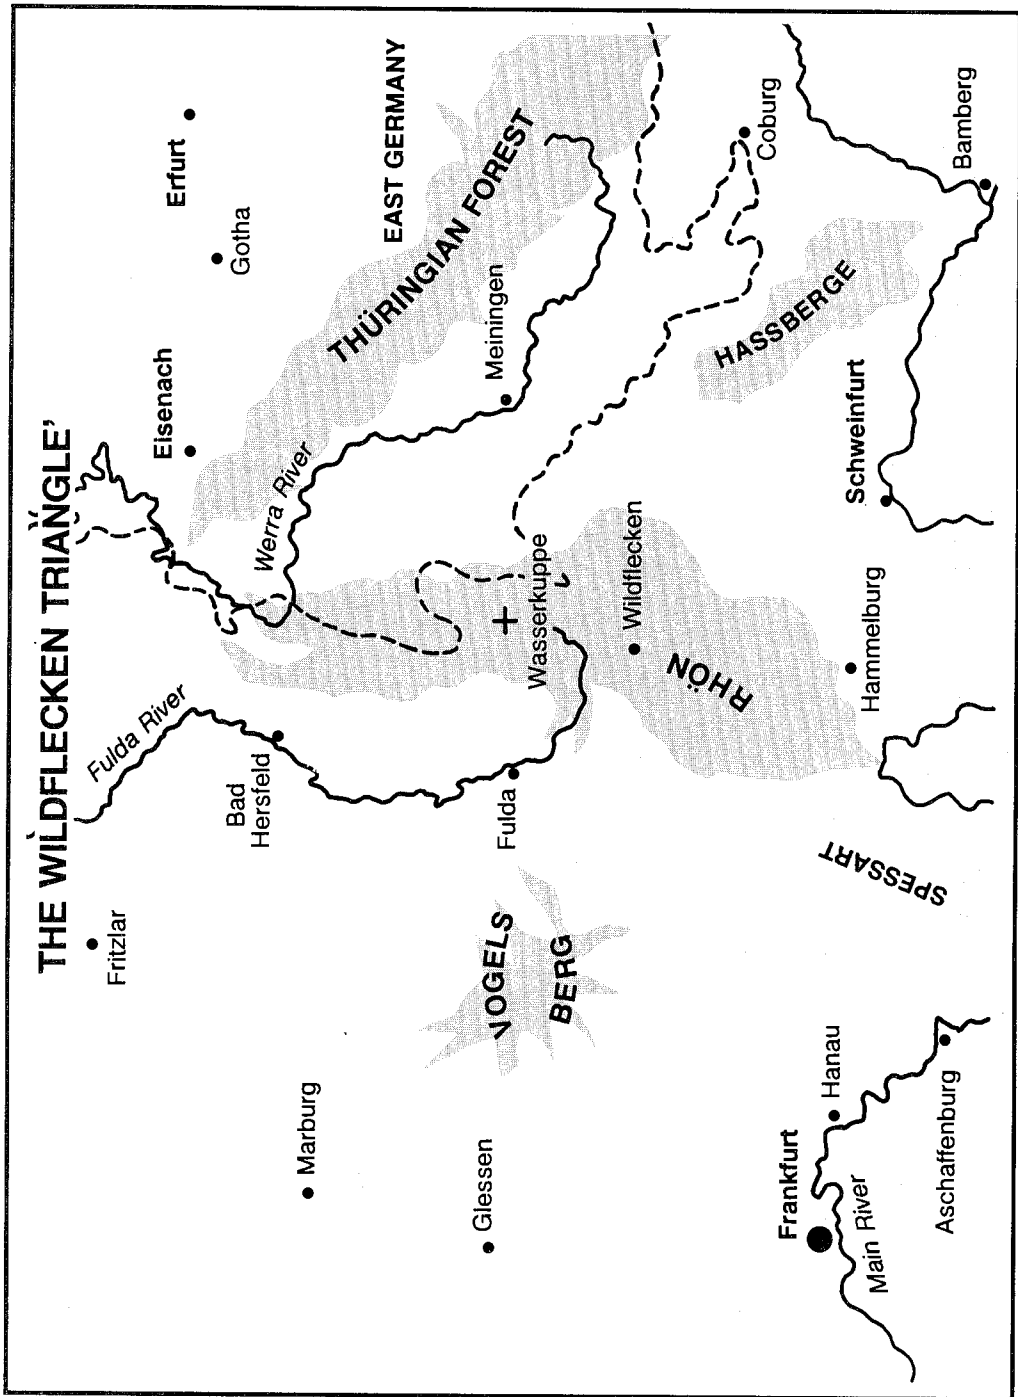 THE WILDFLECKEN TRIANGLE'
Fritzlar
Fulda River
Eisenach
Erfurt
Gotha
Bad
Hersfeld
Werra River
Marburg
THÜRINGIAN FOREST
EAST GERMANY
Meiningen
Glessen
VOGELS
BERG
Fulda
Wasserkuppe
Wildflecken
RHÖN
Coburg
HASSBERGE
Frankfurt
Hanau
Main River
SPESSART
Hammelburg
Schweinfurt
Aschaffenburg
Bamberg